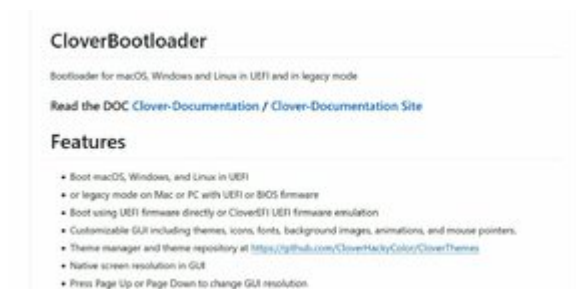 CloverBootloader
Bootloader for macOS, Windows and Linux in UEFI and in legacy mode
Read the DOC Clover-Documentation / Clover-Documentation Site
Features
• Boot macOS, Windows, and Linux in UEFI
• or legacy mode on Mac or PC with UEFI or BIOS firmware
• Boot using UEFI firmware directly or CloverEFI UEFI firmware emulation
• Customizable GUI including themes, icons, fonts, background images, animations, and mouse pointers.
• Theme manager and theme repository at https://github.com/CloverHackyColor/CloverThemes
• Native screen resolution in GUI
• Press Page Up or Page Down to change GUI resolution